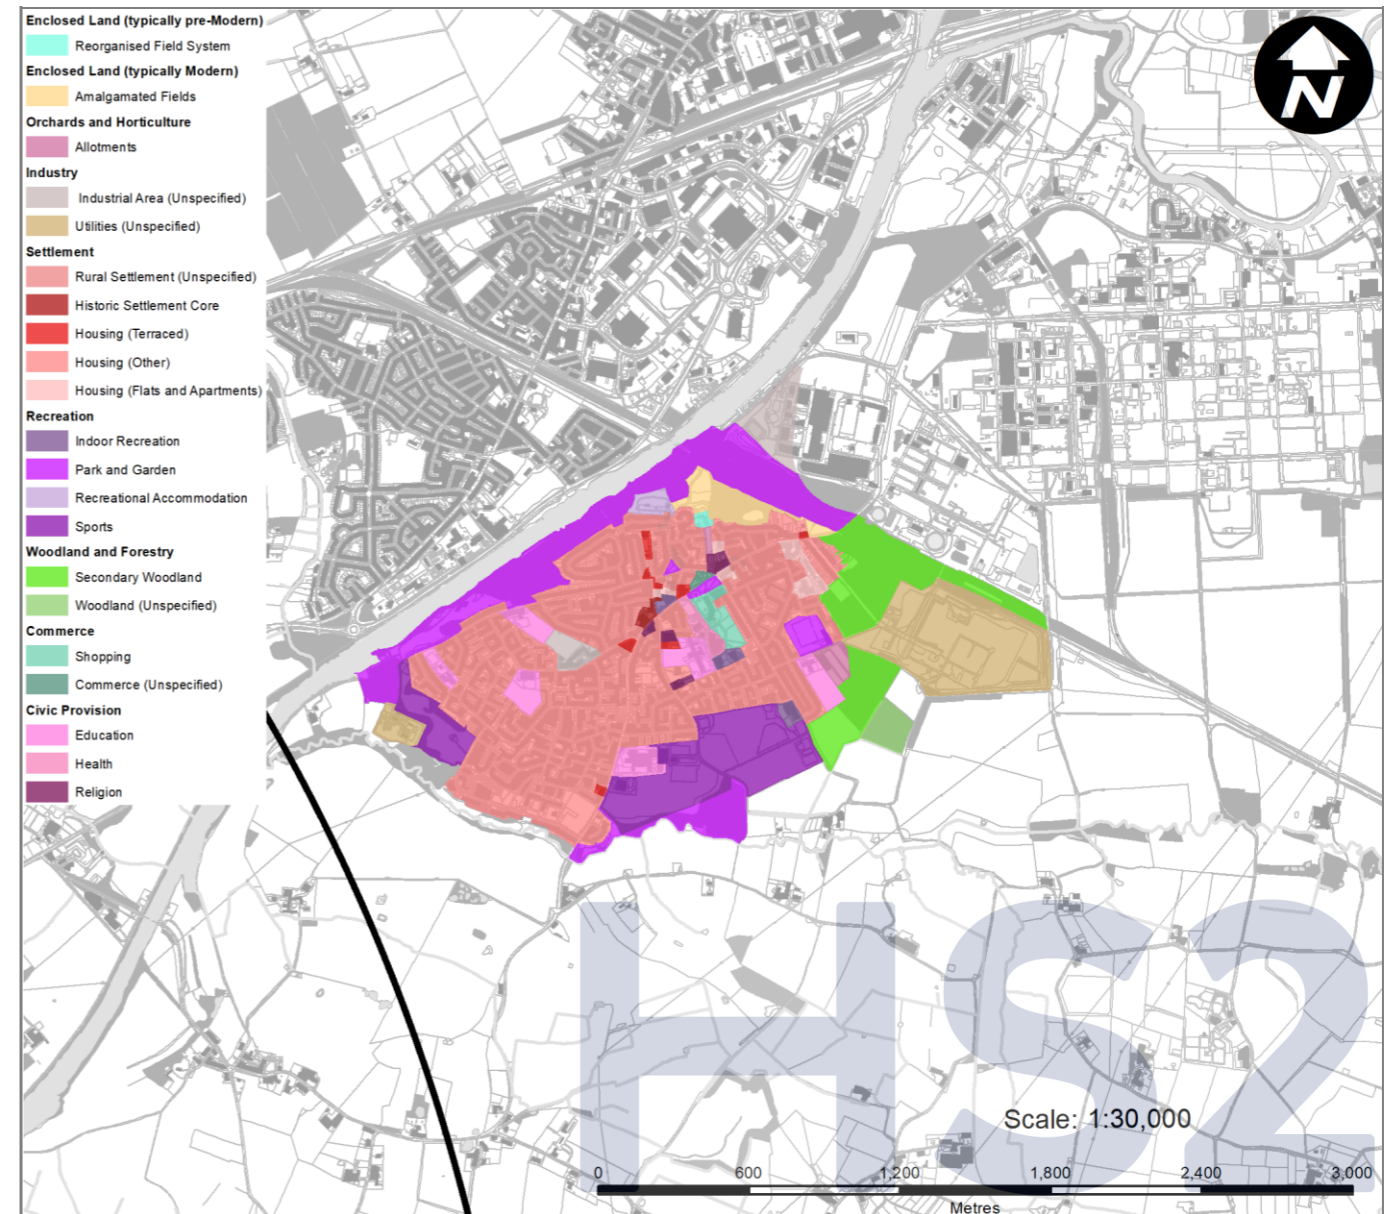 Enclosed Land (typically pre-Modern)
Reorganised Field System
Enclosed Land (typically Modern)
Amalgamated Fields
Orchards and Horticulture
Allotments
Industry
Industrial Area (Unspecified)
Utilities (Unspecified)
Settlement
Rural Settlement (Unspecified)
Historic Settlement Core
Housing (Terraced)
Housing (Other)
Housing (Flats and Apartments)
Recreation
Indoor Recreation
Park and Garden
Recreational Accommodation
Sports
Woodland and Forestry
Secondary Woodland
Woodland (Unspecified)
Commerce
Shopping
Commerce (Unspecified)
Civic Provision
Education
Health
Religion
N
HS2
Scale: 1:30,000
0 600 1,200 1,800 2,400 3,000
Metres